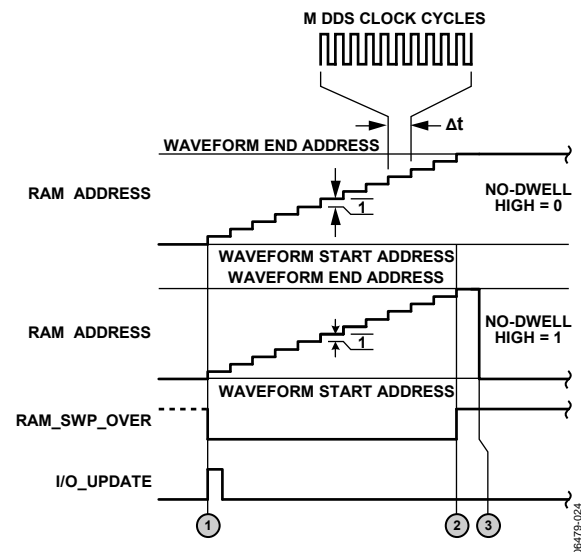 M DDS CLOCK CYCLES
Δt
WAVEFORM END ADDRESS
RAM ADDRESS
1
NO-DWELL
HIGH = 0
WAVEFORM START ADDRESS
WAVEFORM END ADDRESS
RAM ADDRESS
1
NO-DWELL
HIGH = 1
WAVEFORM START ADDRESS
RAM_SWP_OVER
I/O_UPDATE
1
2
3
06479-024